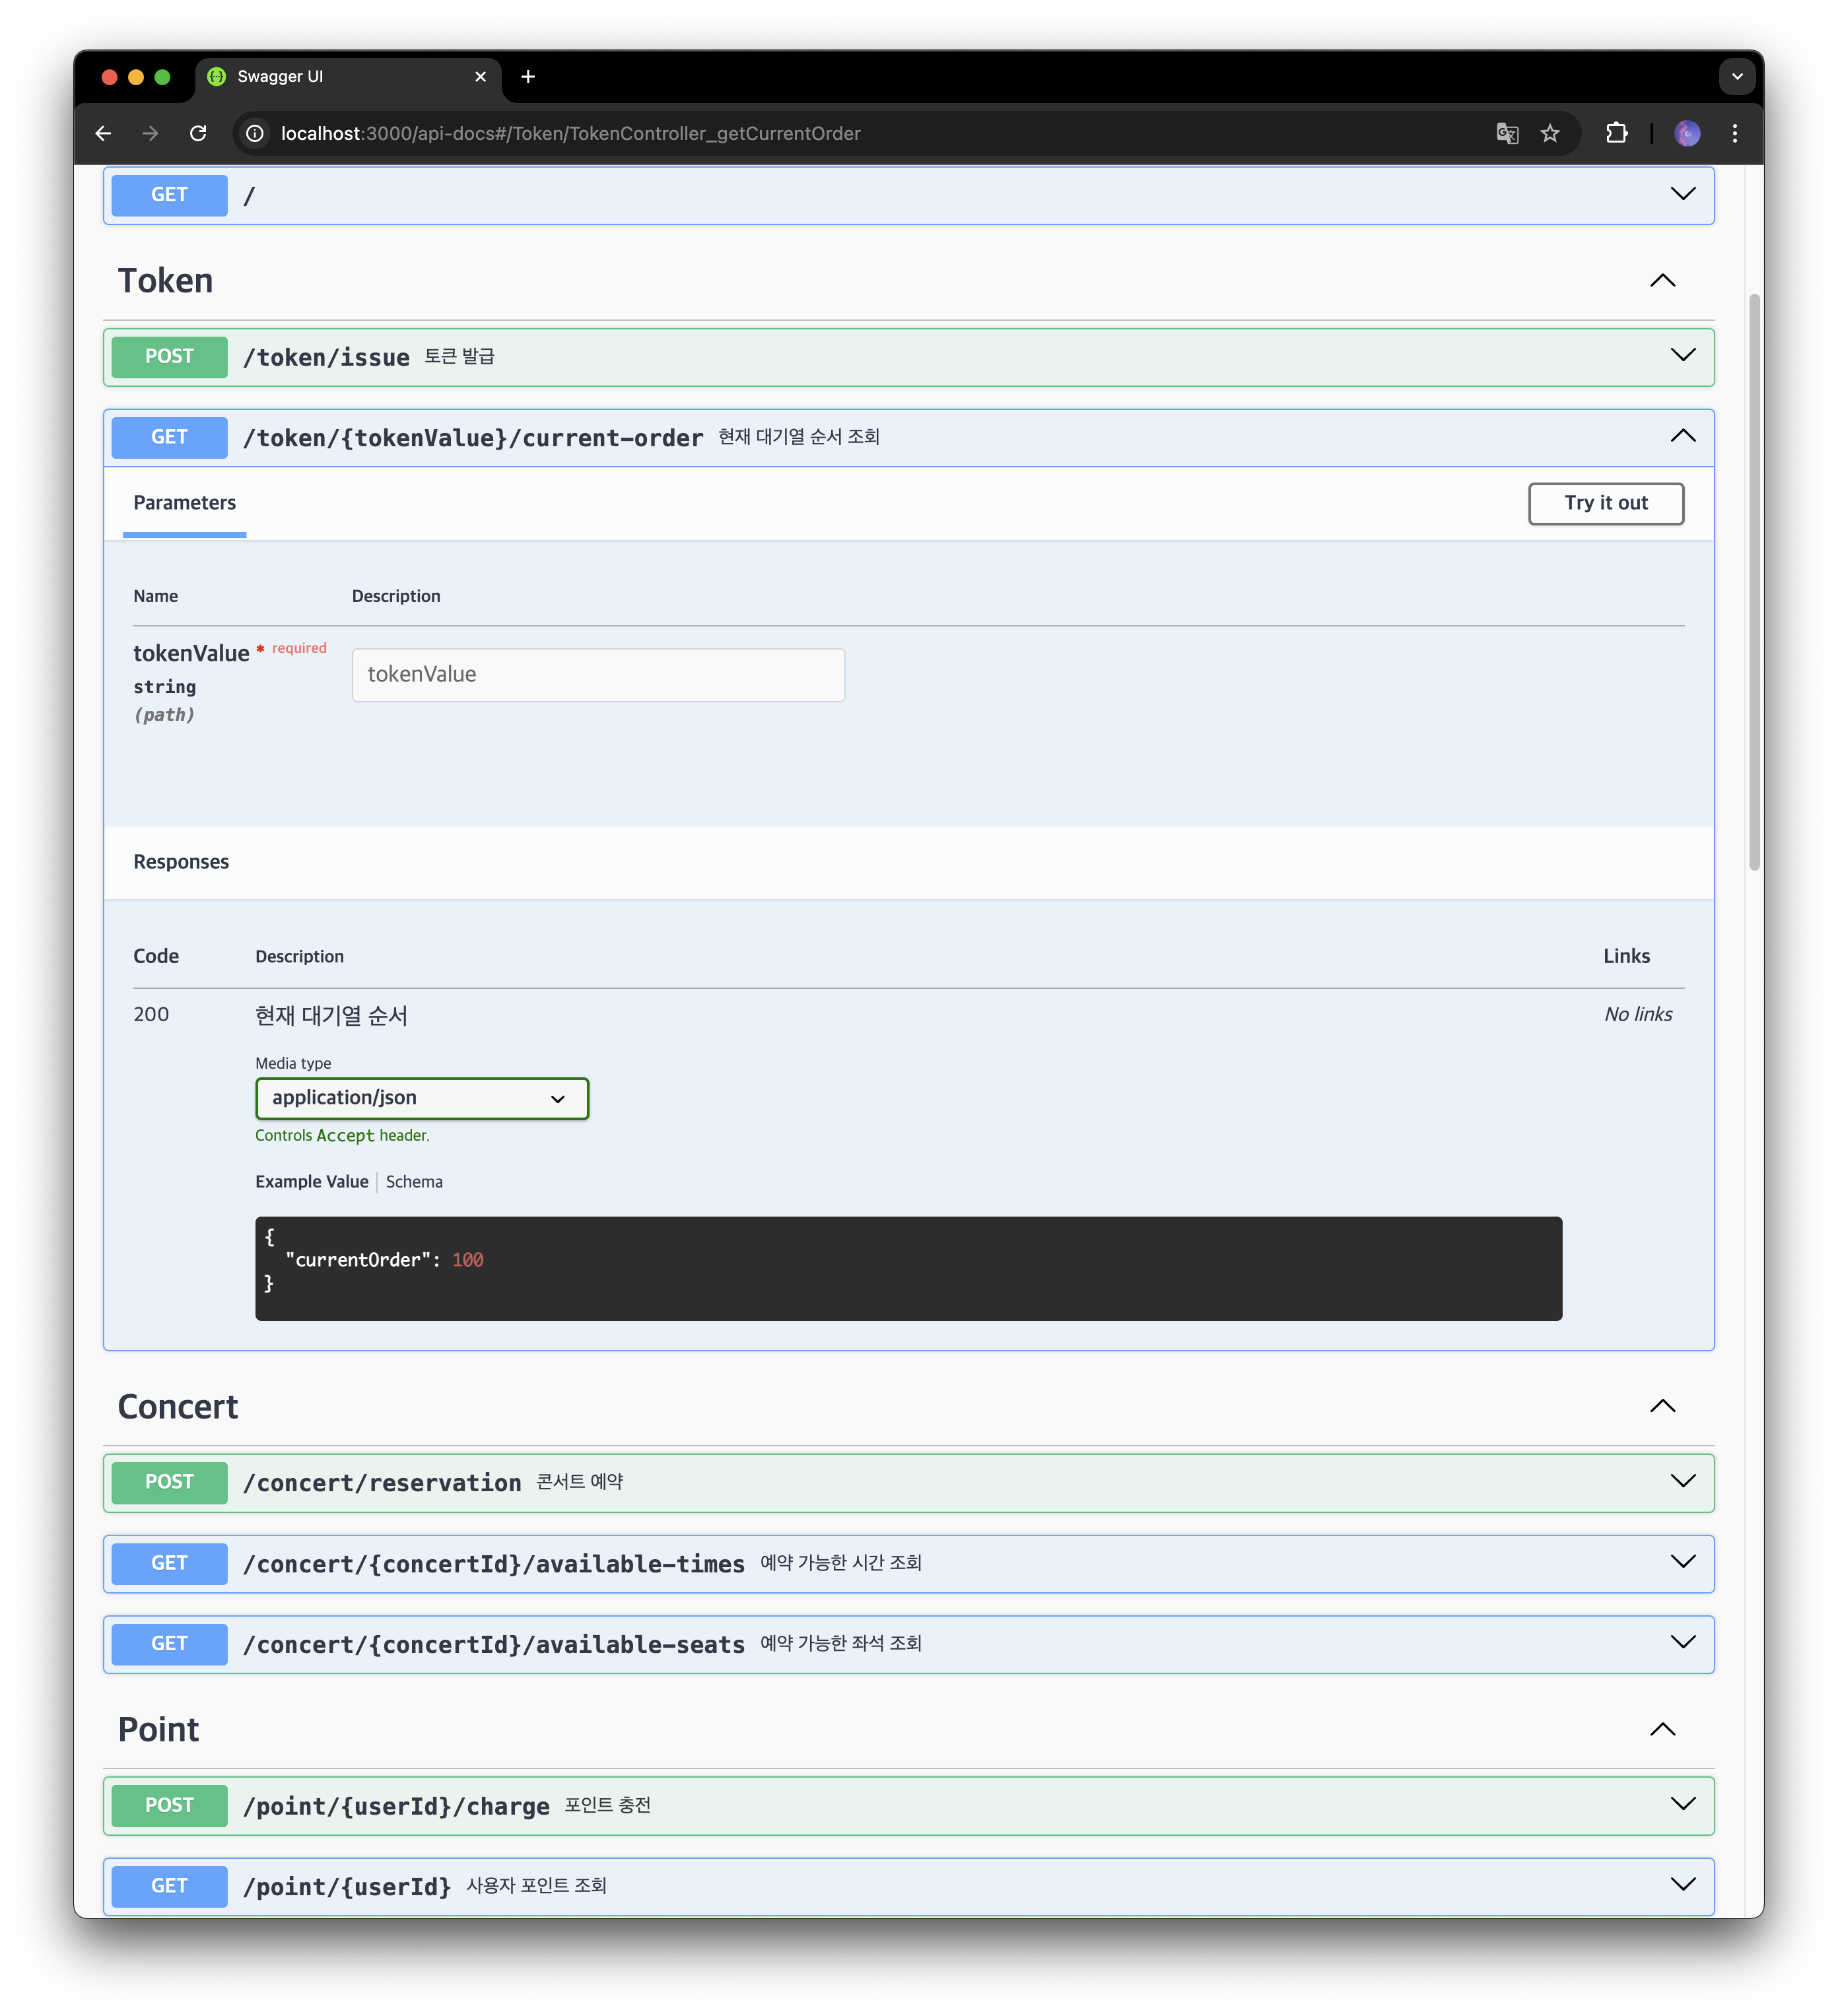 Swagger UI
localhost:3000/api-docs#/Token/TokenController_getCurrentOrder
GET /
Token
POST /token/issue 토큰 발급
GET /token/{tokenValue}/current-order 현재 대기열 순서 조회
Parameters
Try it out
Name Description
tokenValue * required
string
(path)
tokenValue
Responses
Code Description Links
200 현재 대기열 순서 No links
Media type
application/json
Controls Accept header.
Example Value Schema
{
"currentOrder": 100
}
Concert
POST /concert/reservation 콘서트 예약
GET /concert/{concertId}/available-times 예약 가능한 시간 조회
GET /concert/{concertId}/available-seats 예약 가능한 좌석 조회
Point
POST /point/{userId}/charge 포인트 충전
GET /point/{userId} 사용자 포인트 조회